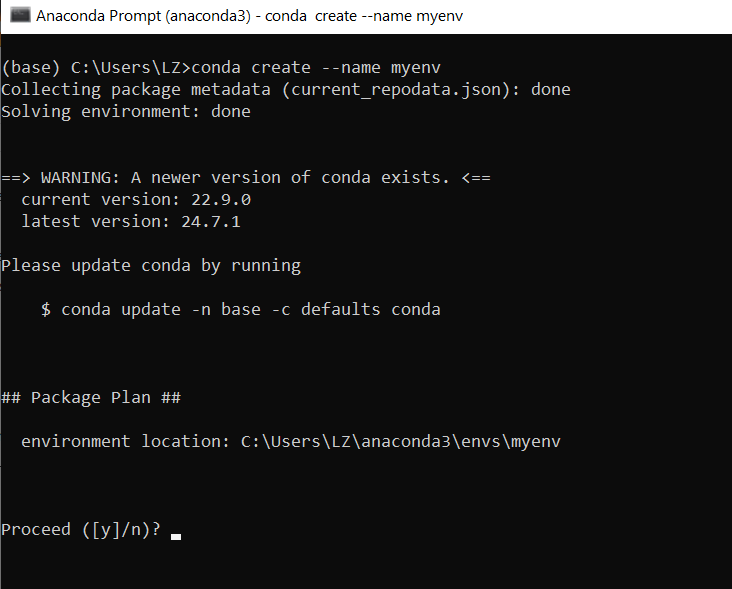 Anaconda Prompt (anaconda3) - conda  create --name myenv
(base) C:\Users\LZ>conda create --name myenv
Collecting package metadata (current_repodata.json): done
Solving environment: done
==> WARNING: A newer version of conda exists. <==
  current version: 22.9.0
  latest version: 24.7.1
Please update conda by running
    $ conda update -n base -c defaults conda
## Package Plan ##
  environment location: C:\Users\LZ\anaconda3\envs\myenv
Proceed ([y]/n)?